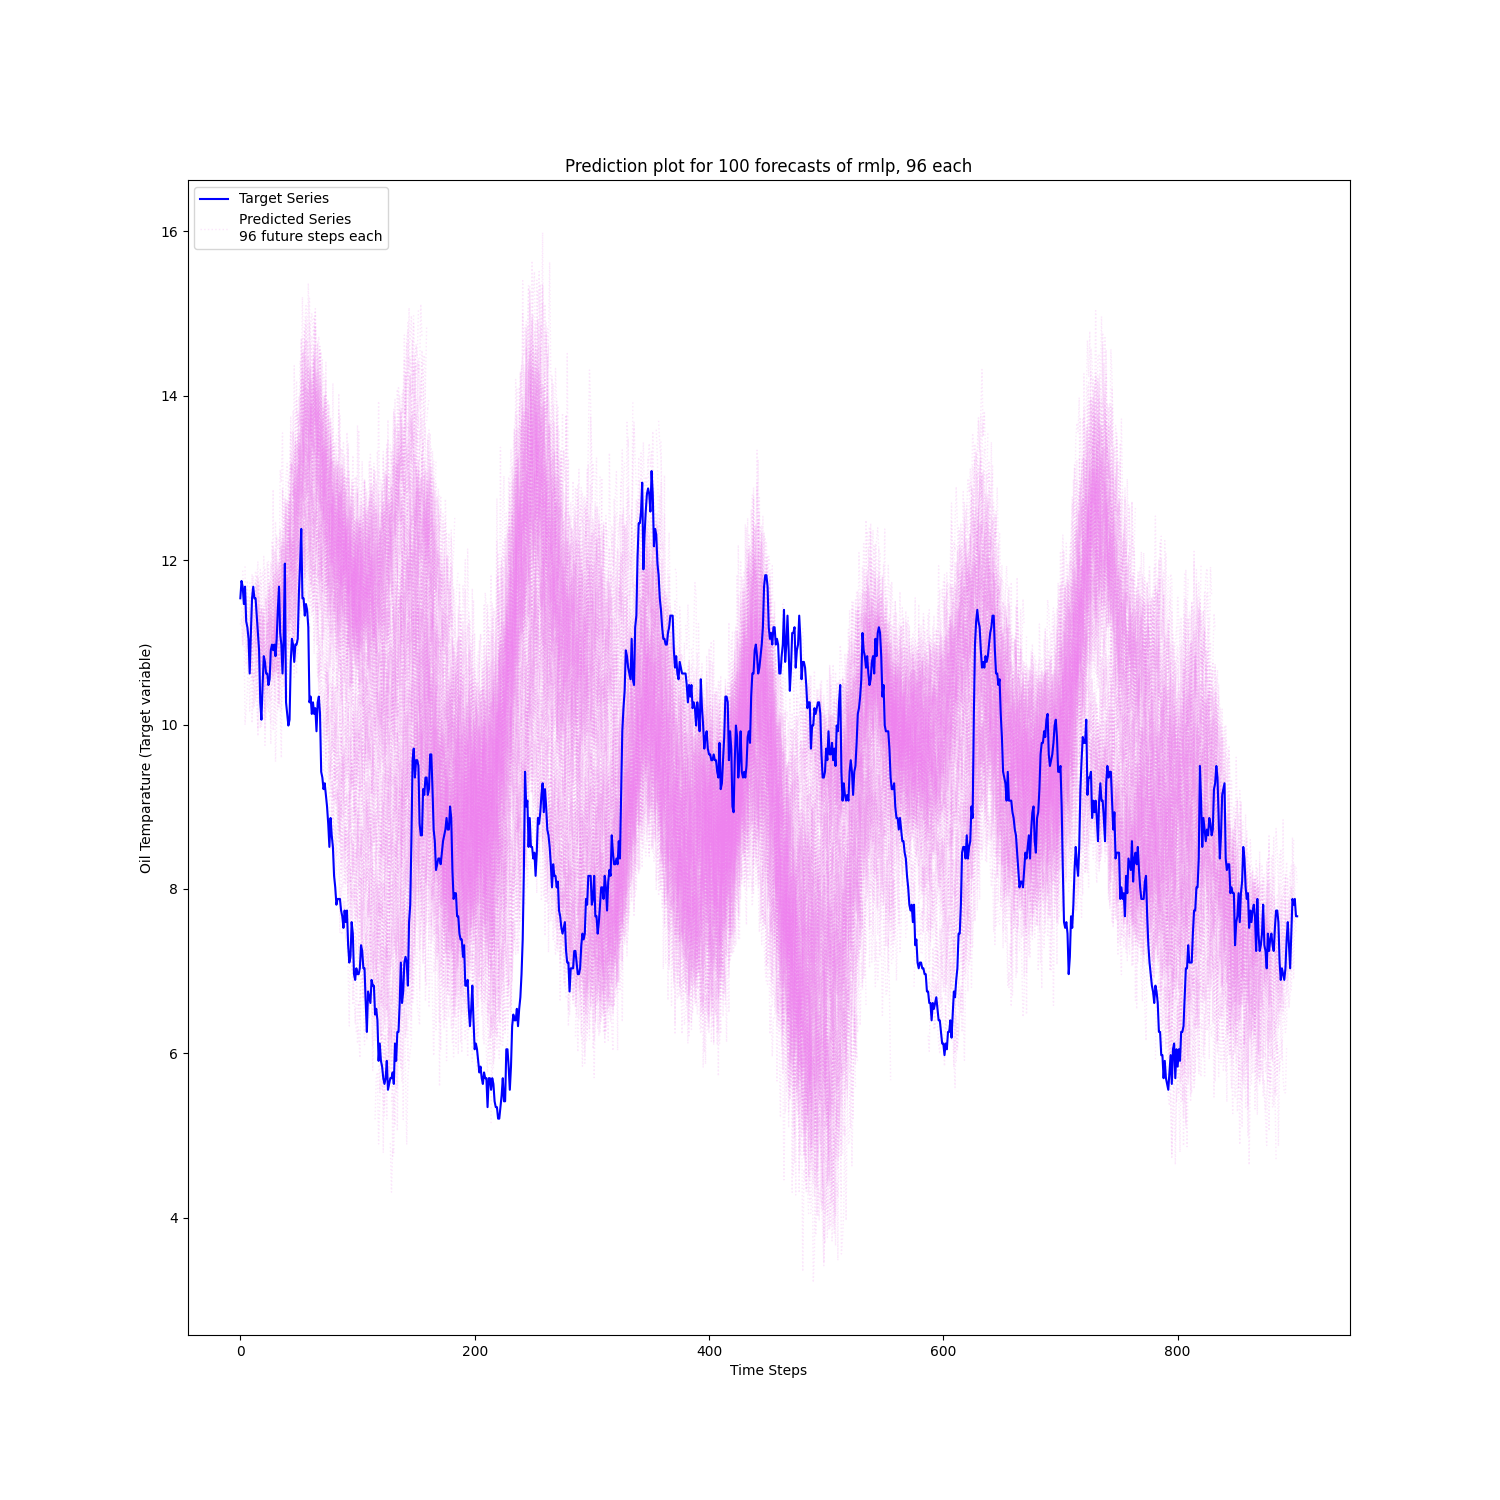 Prediction plot for 100 forecasts of rmlp, 96 each
Target Series
Predicted Series
96 future steps each
16
14
12
10
8
6
4
Oil Temparature (Target variable)
0 200 400 600 800
Time Steps